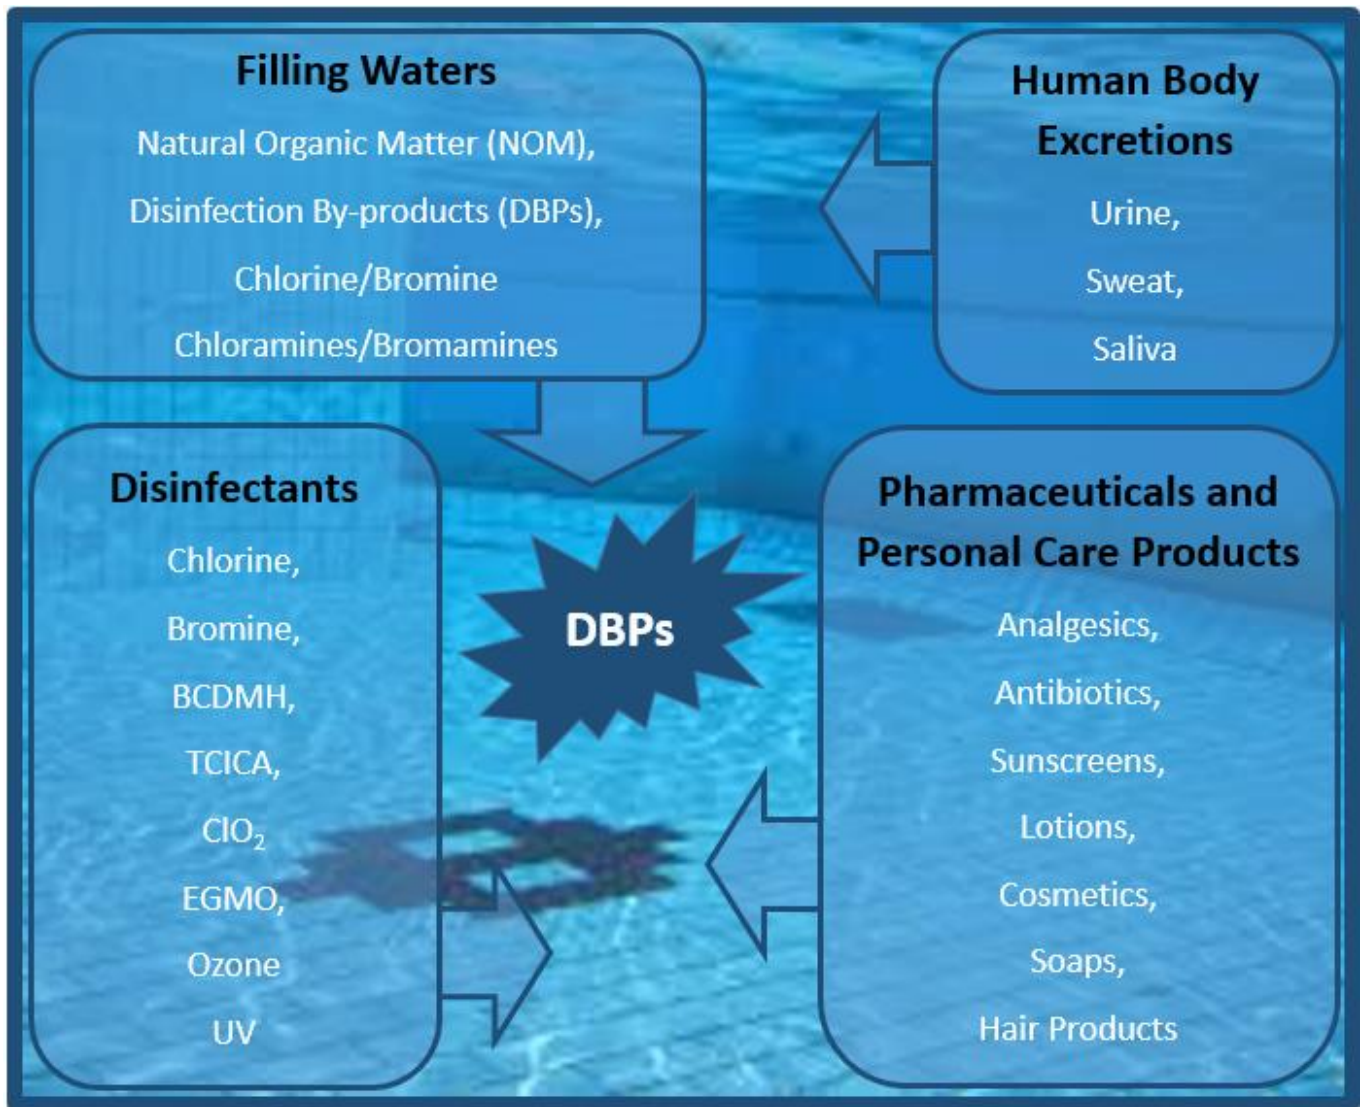 Filling Waters
Natural Organic Matter (NOM),
Disinfection By-products (DBPs),
Chlorine/Bromine
Chloramines/Bromamines
Human Body
Excretions
Urine,
Sweat,
Saliva
Disinfectants
Chlorine,
Bromine,
BCDMH,
TCICA,
ClO₂
EGMO,
Ozone
UV
DBPs
Pharmaceuticals and
Personal Care Products
Analgesics,
Antibiotics,
Sunscreens,
Lotions,
Cosmetics,
Soaps,
Hair Products